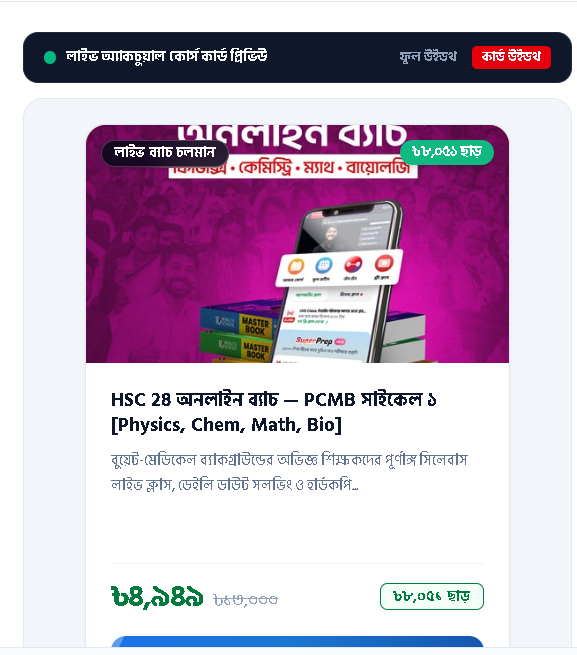 লাইভ অ্যাকচুয়াল কোর্স কার্ড প্রিভিউ
ফুল উইডথ
কার্ড উইডথ
অনলাইন ব্যাচ
লাইভ ব্যাচ চলমান
৳৮,০৫১ ছাড়
ফিজিক্স • কেমিস্ট্রি • ম্যাথ • বায়োলজি
MASTER BOOK
MASTER BOOK
SuperPrep
HSC 28 অনলাইন ব্যাচ — PCMB সাইকেল ১
[Physics, Chem, Math, Bio]
বুয়েট-মেডিকেল ব্যাকগ্রাউন্ডের অভিজ্ঞ শিক্ষকদের পূর্ণাঙ্গ সিলেবাস
লাইভ ক্লাস, ডেইলি ডাউট সলভিং ও হার্ডকপি...
৳৪,৯৪৯ ৳১৩,০০০
৳৮,০৫১ ছাড়